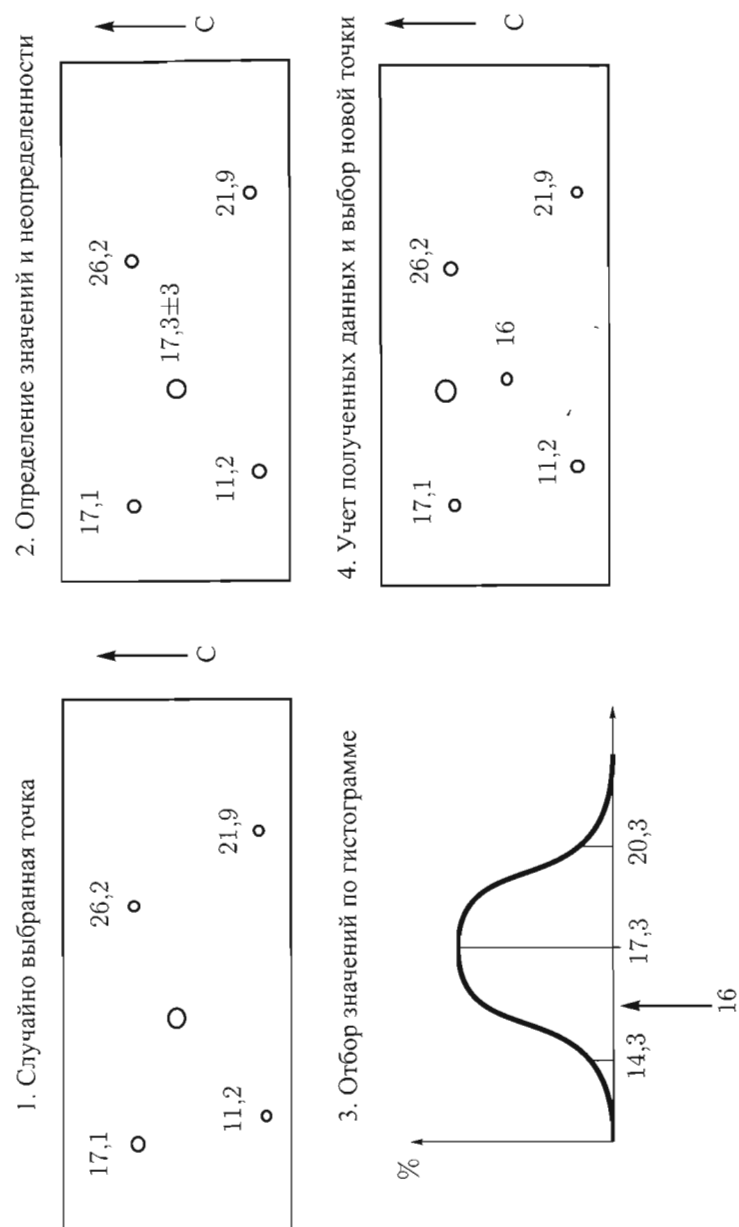 1. Случайно выбранная точка
17,1
26,2
11,2
21,9
С
2. Определение значений и неопределенности
17,1
26,2
17,3±3
11,2
21,9
С
3. Отбор значений по гистограмме
%
14,3
17,3
20,3
16
4. Учет полученных данных и выбор новой точки
17,1
26,2
16
11,2
21,9
С